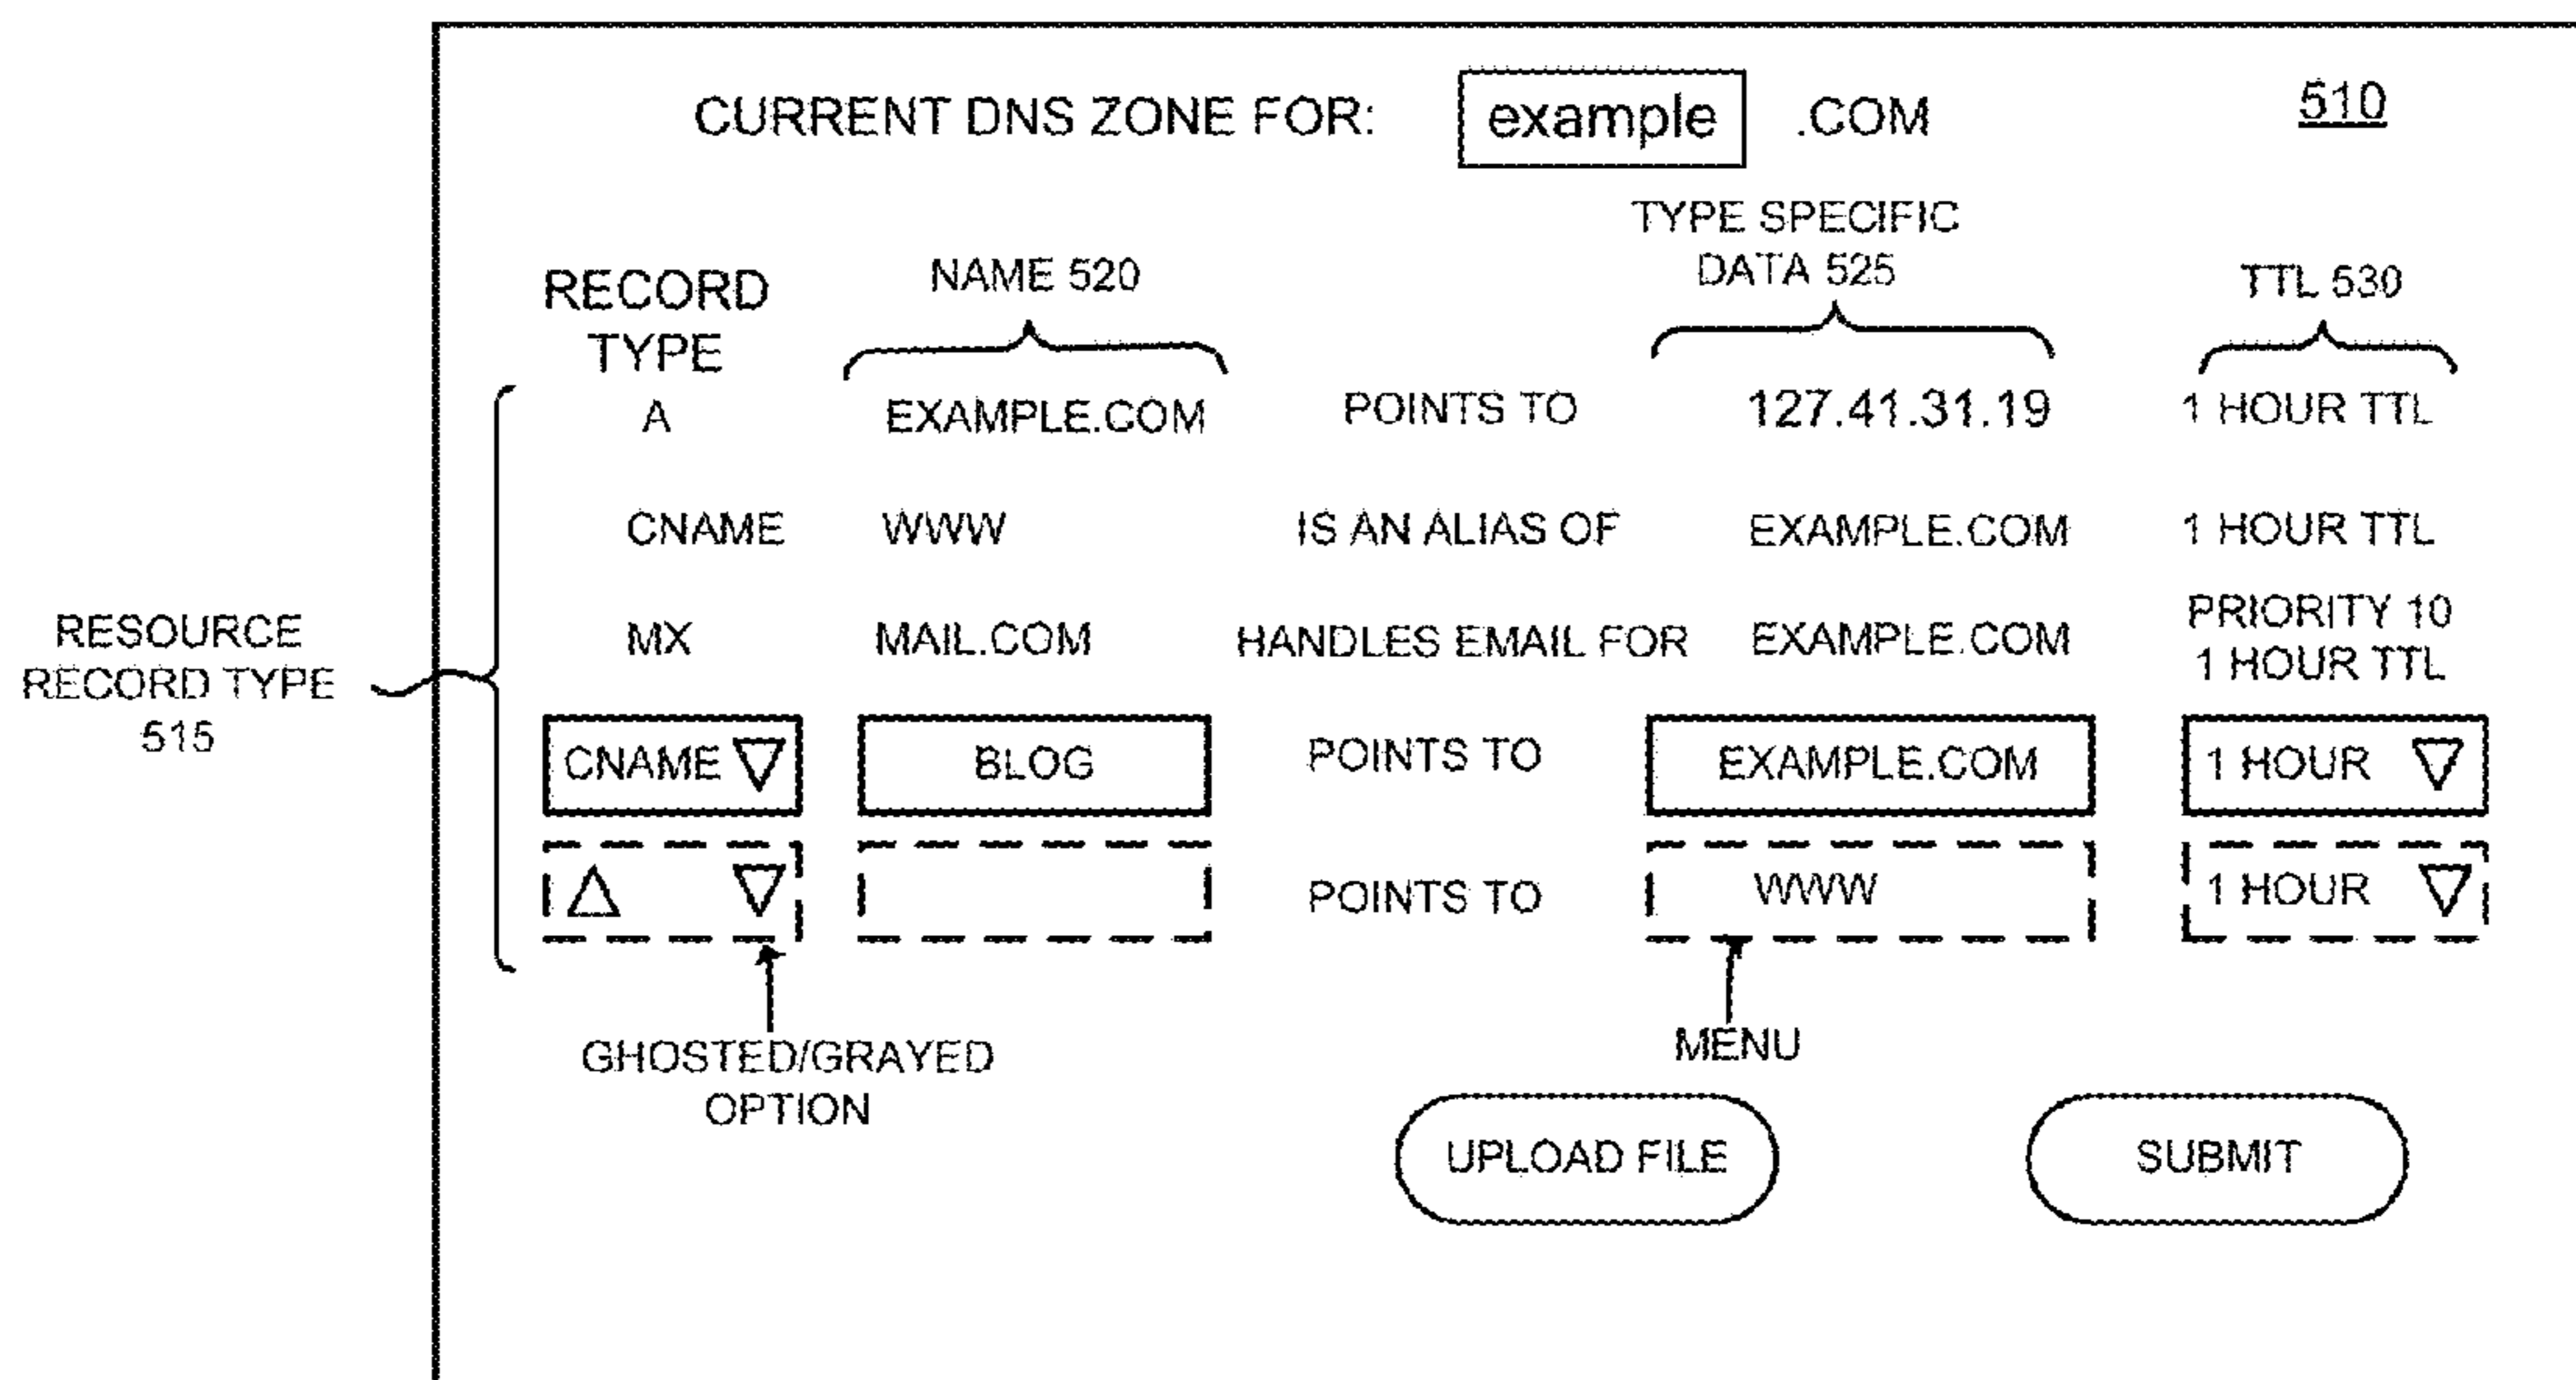 CURRENT DNS ZONE FOR: example .COM 510
TYPE SPECIFIC
DATA 525
RECORD
TYPE
NAME 520
TTL 530
A EXAMPLE.COM POINTS TO 127.41.31.19 1 HOUR TTL
CNAME WWW IS AN ALIAS OF EXAMPLE.COM 1 HOUR TTL
MX MAIL.COM HANDLES EMAIL FOR EXAMPLE.COM PRIORITY 10
1 HOUR TTL
RESOURCE
RECORD TYPE
515
CNAME BLOG POINTS TO EXAMPLE.COM 1 HOUR
POINTS TO WWW 1 HOUR
GHOSTED/GRAYED
OPTION
MENU
UPLOAD FILE SUBMIT